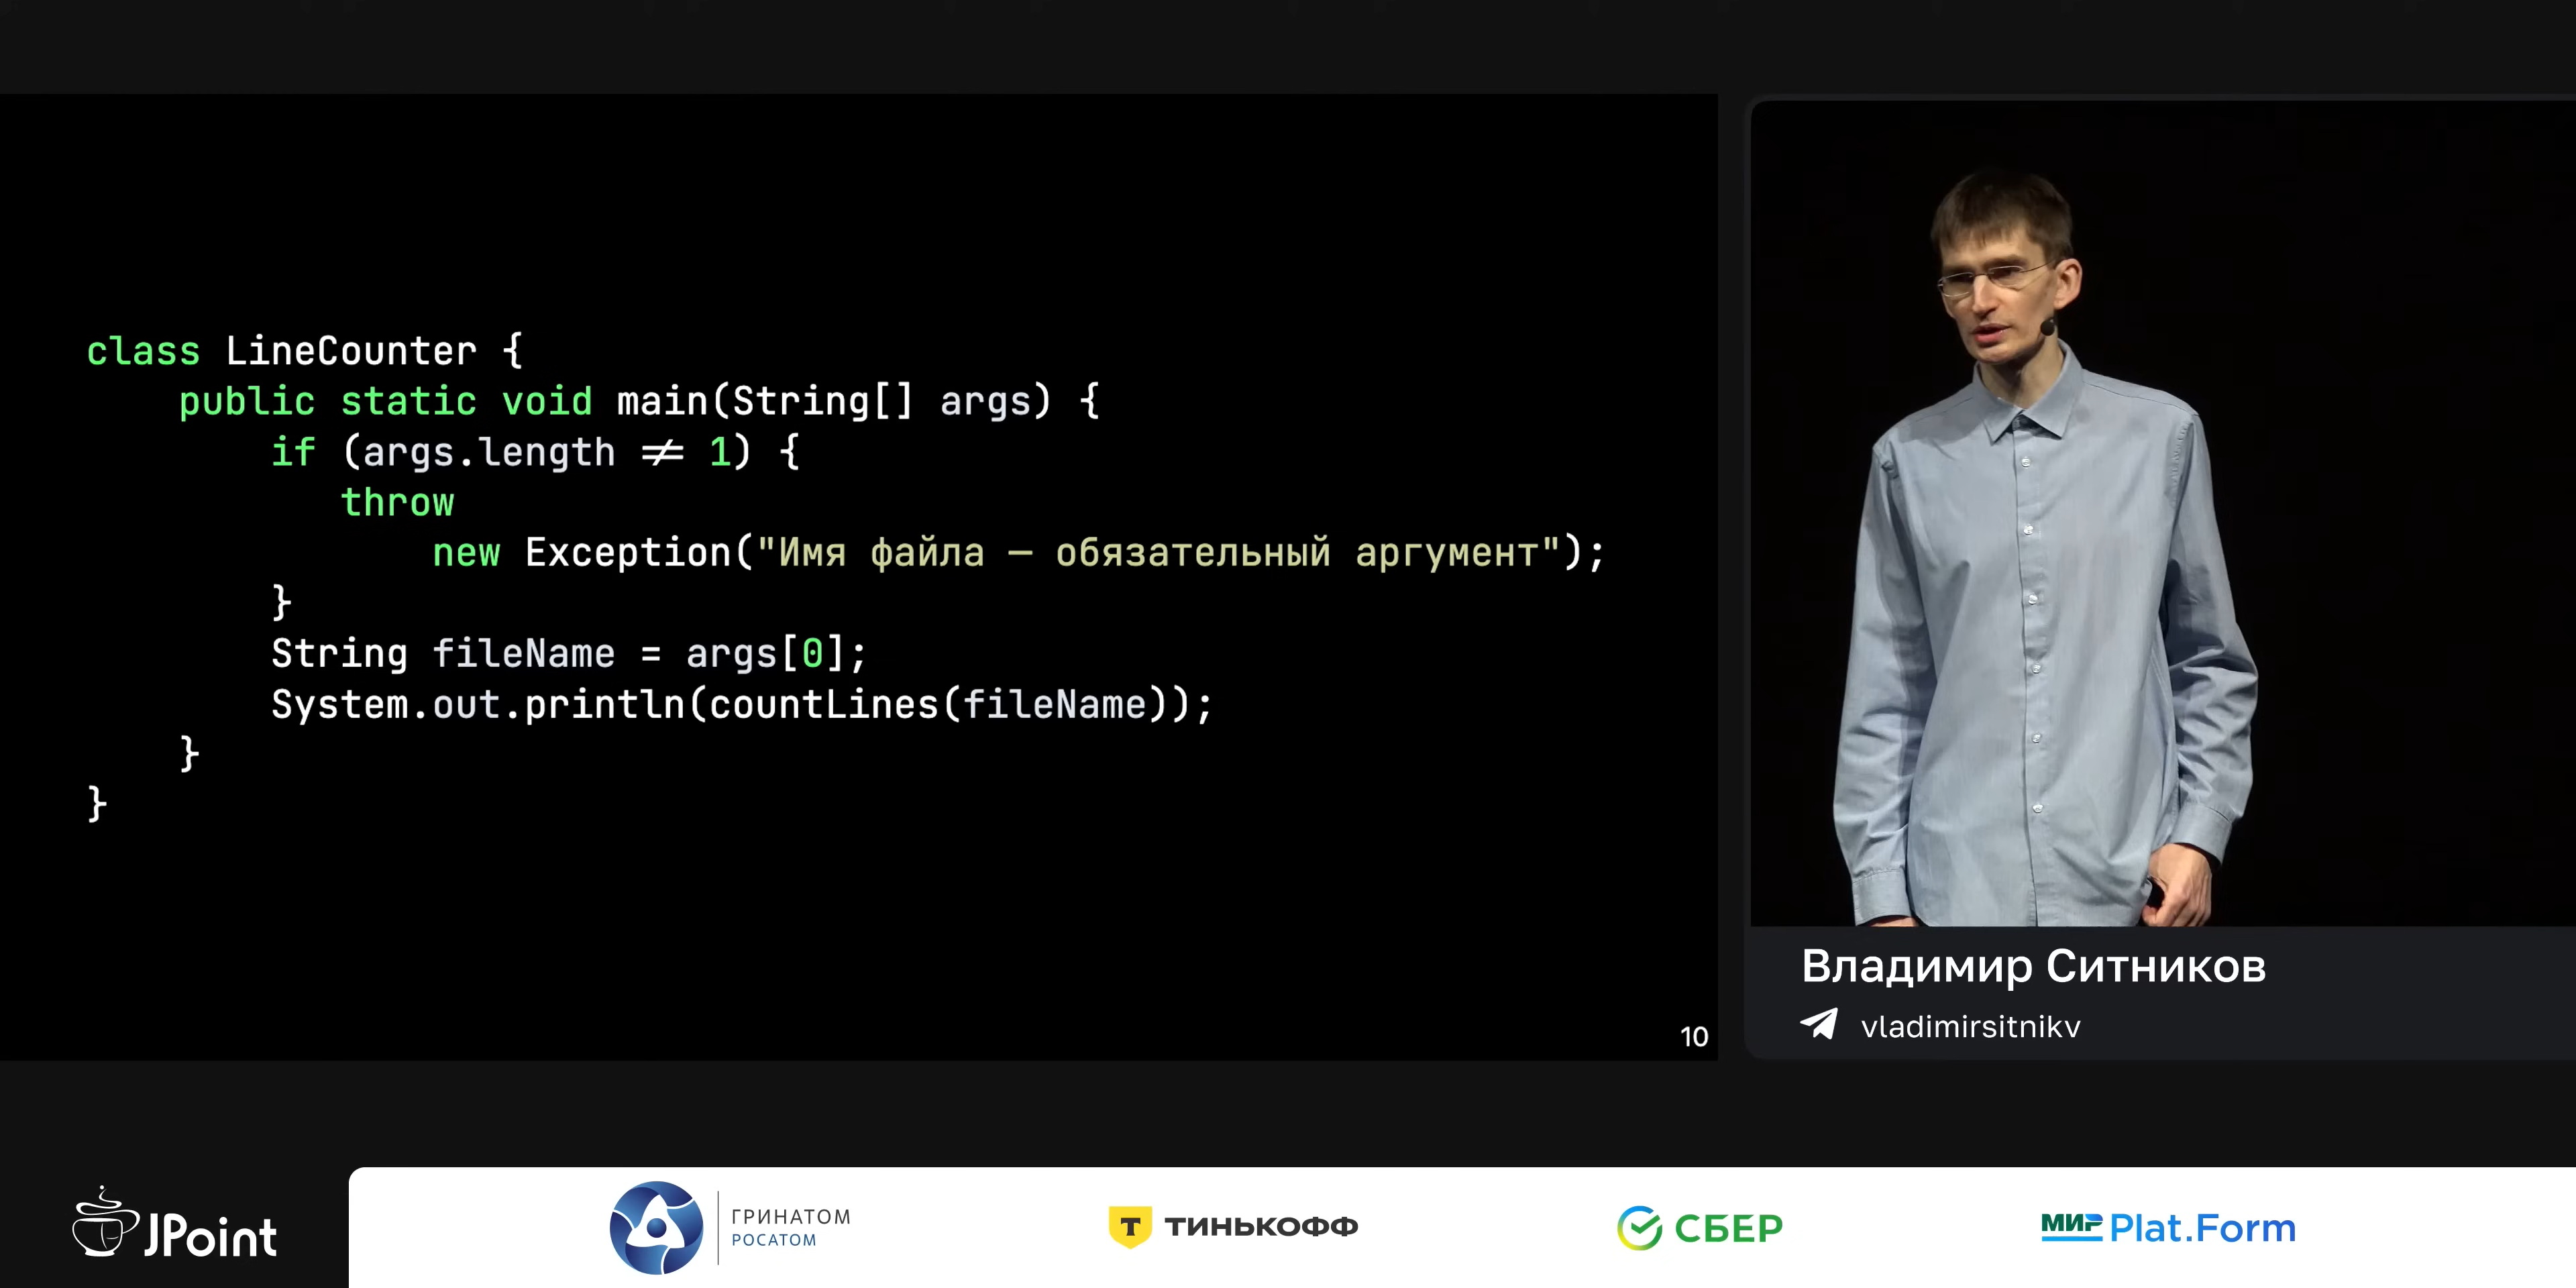 class LineCounter {
public static void main(String[] args) {
if (args.length ≠ 1) {
throw
new Exception("Имя файла — обязательный аргумент");
}
String fileName = args[0];
System.out.println(countLines(fileName));
}
}
10
Владимир Ситников
vladimirsitnikv
JPoint
ГРИНАТОМ
РОСАТОМ
Т ТИНЬКОФФ
СБЕР
МИР Plat.Form